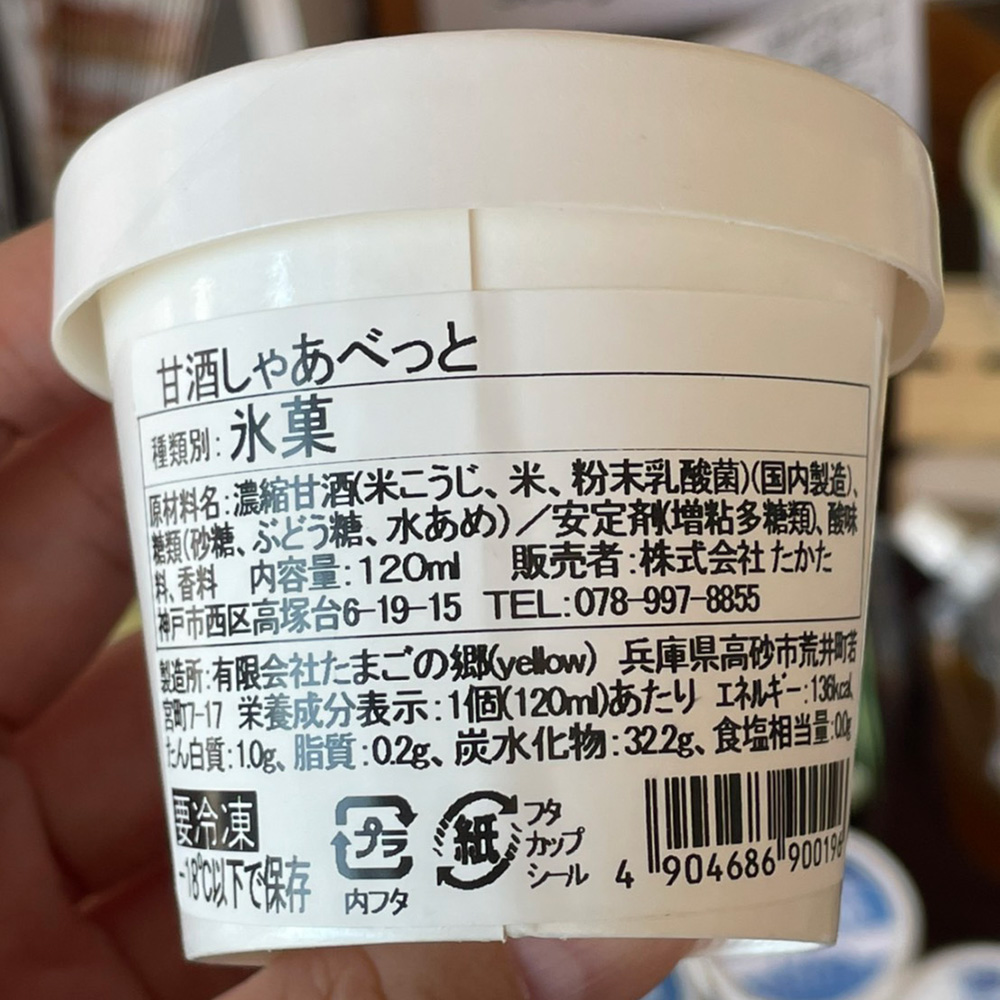 甘酒しゃあべっと
種類別:氷菓
原材料名:濃縮甘酒(米こうじ、米、粉末乳酸菌)(国内製造)、
糖類(砂糖、ぶどう糖、水あめ)/安定剤(増粘多糖類)、酸味
料、香料 内容量:120ml 販売者:株式会社 たかた
神戸市西区高塚台6-19-15 TEL:078-997-8855
製造所:有限会社たまごの郷(yellow) 兵庫県高砂市荒井町若
宮町7-17 栄養成分表示:1個(120ml)あたり エネルギー:136kcal、
たん白質:1.0g、脂質:0.2g、炭水化物:32.2g、食塩相当量:0.0g
要冷凍
-18℃以下で保存
プラ
内フタ
紙
フタ
カップ
シール
4 904686 900196